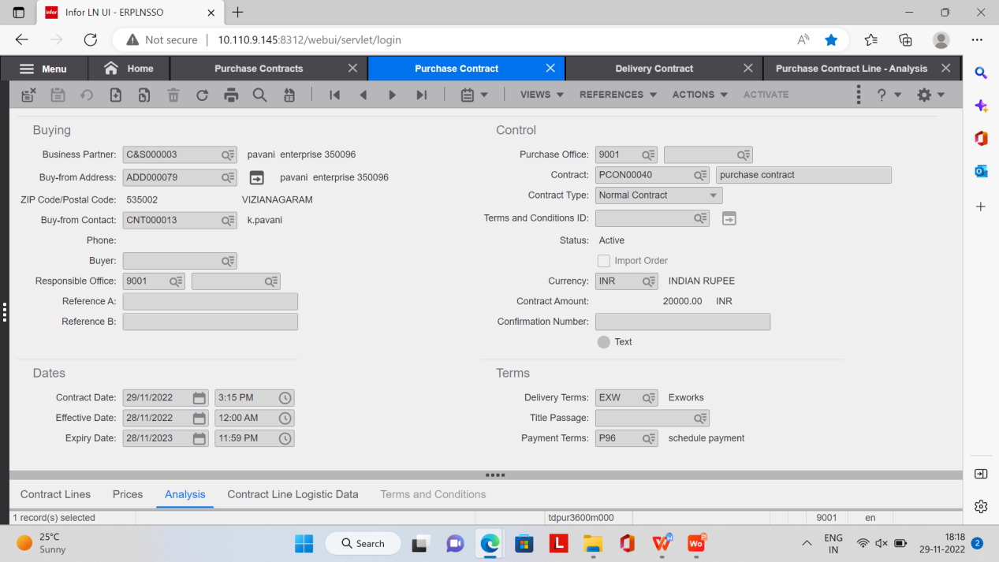 Infor LN UI - ERPLNSSO
Not secure | 10.110.9.145:8312/webui/servlet/login
Menu Home Purchase Contracts Purchase Contract Delivery Contract Purchase Contract Line - Analysis
VIEWS REFERENCES ACTIONS ACTIVATE ?
Buying
Business Partner: C&S000003 pavani enterprise 350096
Buy-from Address: ADD000079 pavani enterprise 350096
ZIP Code/Postal Code: 535002 VIZIANAGARAM
Buy-from Contact: CNT000013 k.pavani
Phone:
Buyer:
Responsible Office: 9001
Reference A:
Reference B:
Control
Purchase Office: 9001
Contract: PCON00040 purchase contract
Contract Type: Normal Contract
Terms and Conditions ID:
Status: Active
Import Order
Currency: INR INDIAN RUPEE
Contract Amount: 20000.00 INR
Confirmation Number:
Text
Dates
Contract Date: 29/11/2022 3:15 PM
Effective Date: 28/11/2022 12:00 AM
Expiry Date: 28/11/2023 11:59 PM
Terms
Delivery Terms: EXW Exworks
Title Passage:
Payment Terms: P96 schedule payment
Contract Lines Prices Analysis Contract Line Logistic Data Terms and Conditions
1 record(s) selected tdpur3600m000 9001 en
25°C
Sunny
Search
L
Wo
ENG
IN
18:18
29-11-2022
2